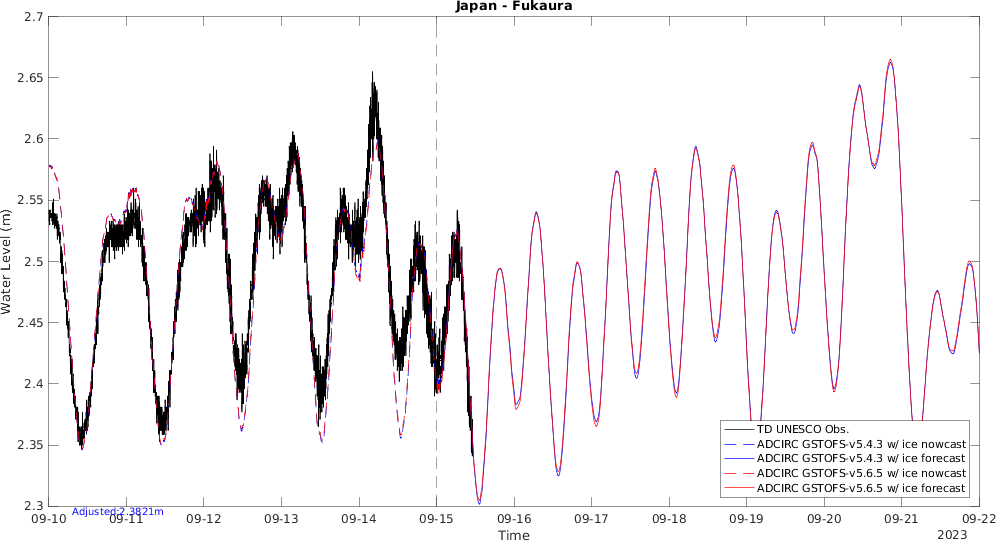 Japan - Fukaura
2.7
2.65
2.6
2.55
2.5
2.45
2.4
2.35
2.3
Water Level (m)
TD UNESCO Obs.
ADCIRC GSTOFS-v5.4.3 w/ ice nowcast
ADCIRC GSTOFS-v5.4.3 w/ ice forecast
ADCIRC GSTOFS-v5.6.5 w/ ice nowcast
ADCIRC GSTOFS-v5.6.5 w/ ice forecast
Adjusted:2.3821m
09-10 09-11 09-12 09-13 09-14 09-15 09-16 09-17 09-18 09-19 09-20 09-21 09-22
Time
2023